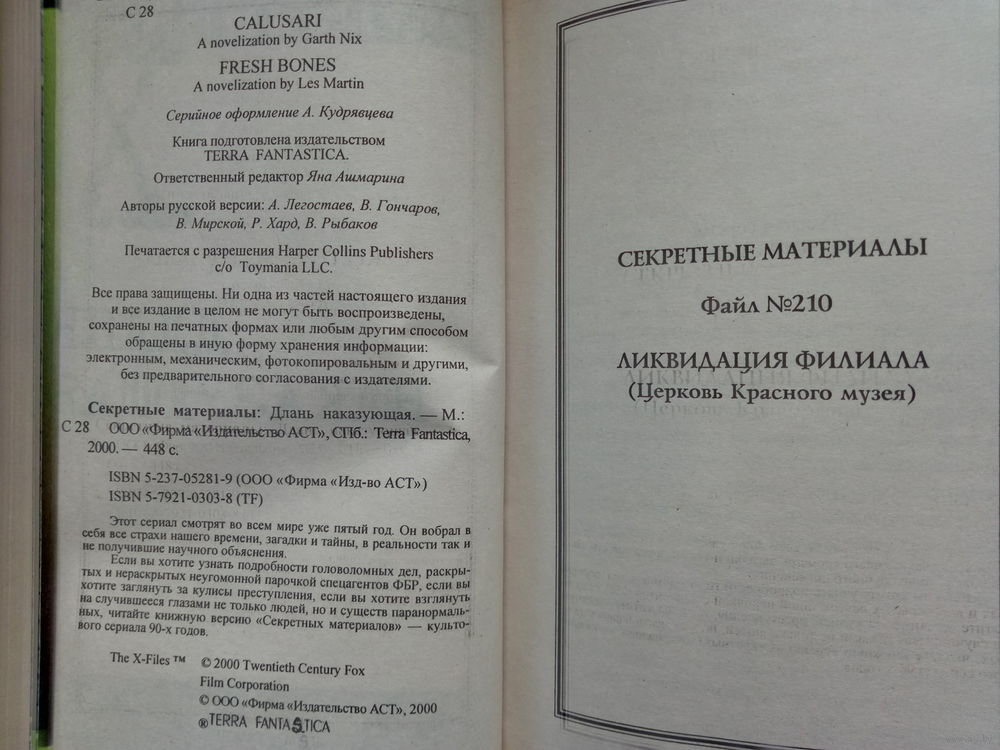 С 28
CALUSARI
A novelization by Garth Nix
FRESH BONES
A novelization by Les Martin
Серийное оформление А. Кудрявцева
Книга подготовлена издательством
TERRA FANTASTICA.
Ответственный редактор Яна Ашмарина
Авторы русской версии: А. Легостаев, В. Гончаров,
В. Мирской, Р. Хард, В. Рыбаков
Печатается с разрешения Harper Collins Publishers
c/o Toymania LLC.
Все права защищены. Ни одна из частей настоящего издания
и все издание в целом не могут быть воспроизведены,
сохранены на печатных формах или любым другим способом
обращены в иную форму хранения информации:
электронным, механическим, фотокопировальным и другими,
без предварительного согласования с издателями.
Секретные материалы: Длань наказующая. — М.:
С 28 ООО «Фирма «Издательство АСТ», СПб.: Terra Fantastica,
2000. — 448 с.
ISBN 5-237-05281-9 (ООО «Фирма «Изд-во АСТ»)
ISBN 5-7921-0303-8 (TF)
Этот сериал смотрят во всем мире уже пятый год. Он вобрал в
себя все страхи нашего времени, загадки и тайны, в реальности так и
не получившие научного объяснения.
Если вы хотите узнать подробности головоломных дел, раскры-
тых и нераскрытых неугомонной парочкой спецагентов ФБР, если вы
хотите заглянуть за кулисы преступления, если вы хотите взглянуть
на случившееся глазами не только людей, но и существ паранормаль-
ных, читайте книжную версию «Секретных материалов» — культо-
вого сериала 90-х годов.
The X-Files ™ © 2000 Twentieth Century Fox
Film Corporation
© ООО «Фирма «Издательство АСТ», 2000
® TERRA FANTASTICA
СЕКРЕТНЫЕ МАТЕРИАЛЫ
Файл №210
ЛИКВИДАЦИЯ ФИЛИАЛА
(Церковь Красного музея)